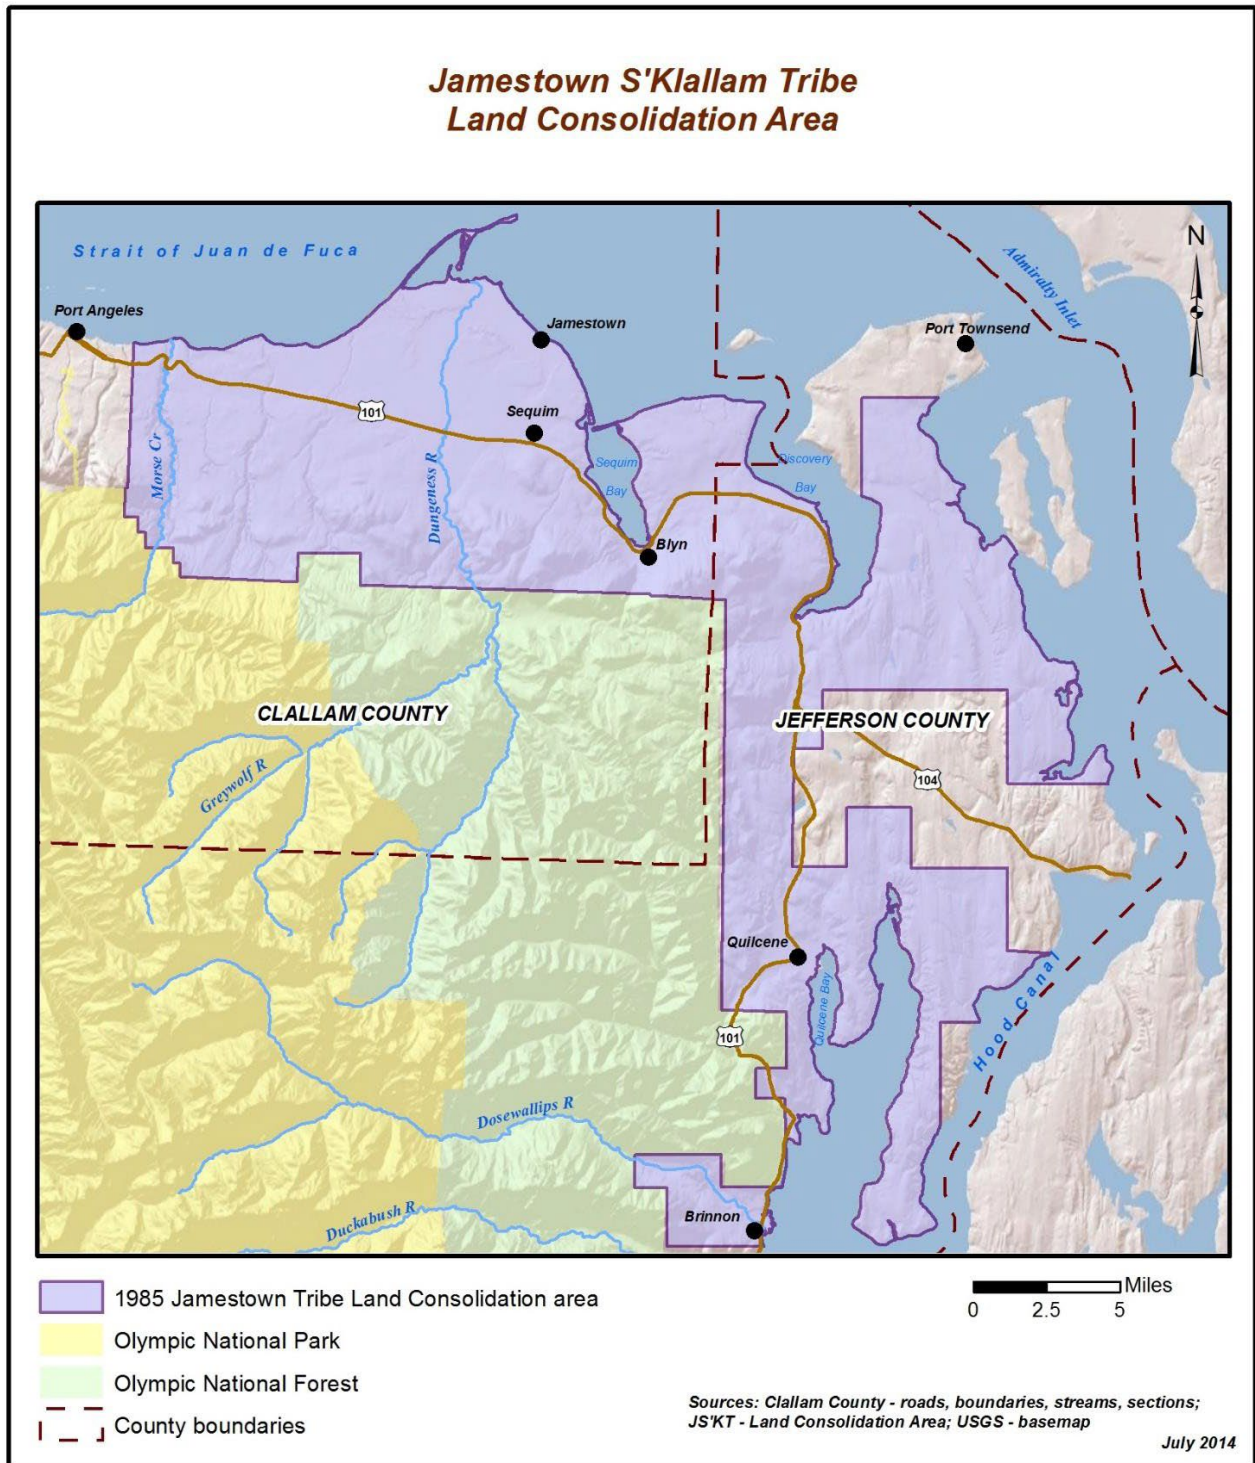 Jamestown S'Klallam Tribe
Land Consolidation Area
Strait of Juan de Fuca
N
Admiralty Inlet
Port Angeles
Jamestown
Port Townsend
101
Sequim
Morse Cr
Dungeness R
Sequim
Bay
Discovery
Bay
Blyn
CLALLAM COUNTY
JEFFERSON COUNTY
Greywolf R
104
Quilcene
Quilcene Bay
Hood Canal
101
Dosewallips R
Duckabush R
Brinnon
1985 Jamestown Tribe Land Consolidation area
Olympic National Park
Olympic National Forest
County boundaries
Miles
0 2.5 5
Sources: Clallam County - roads, boundaries, streams, sections;
JS'KT - Land Consolidation Area; USGS - basemap
July 2014